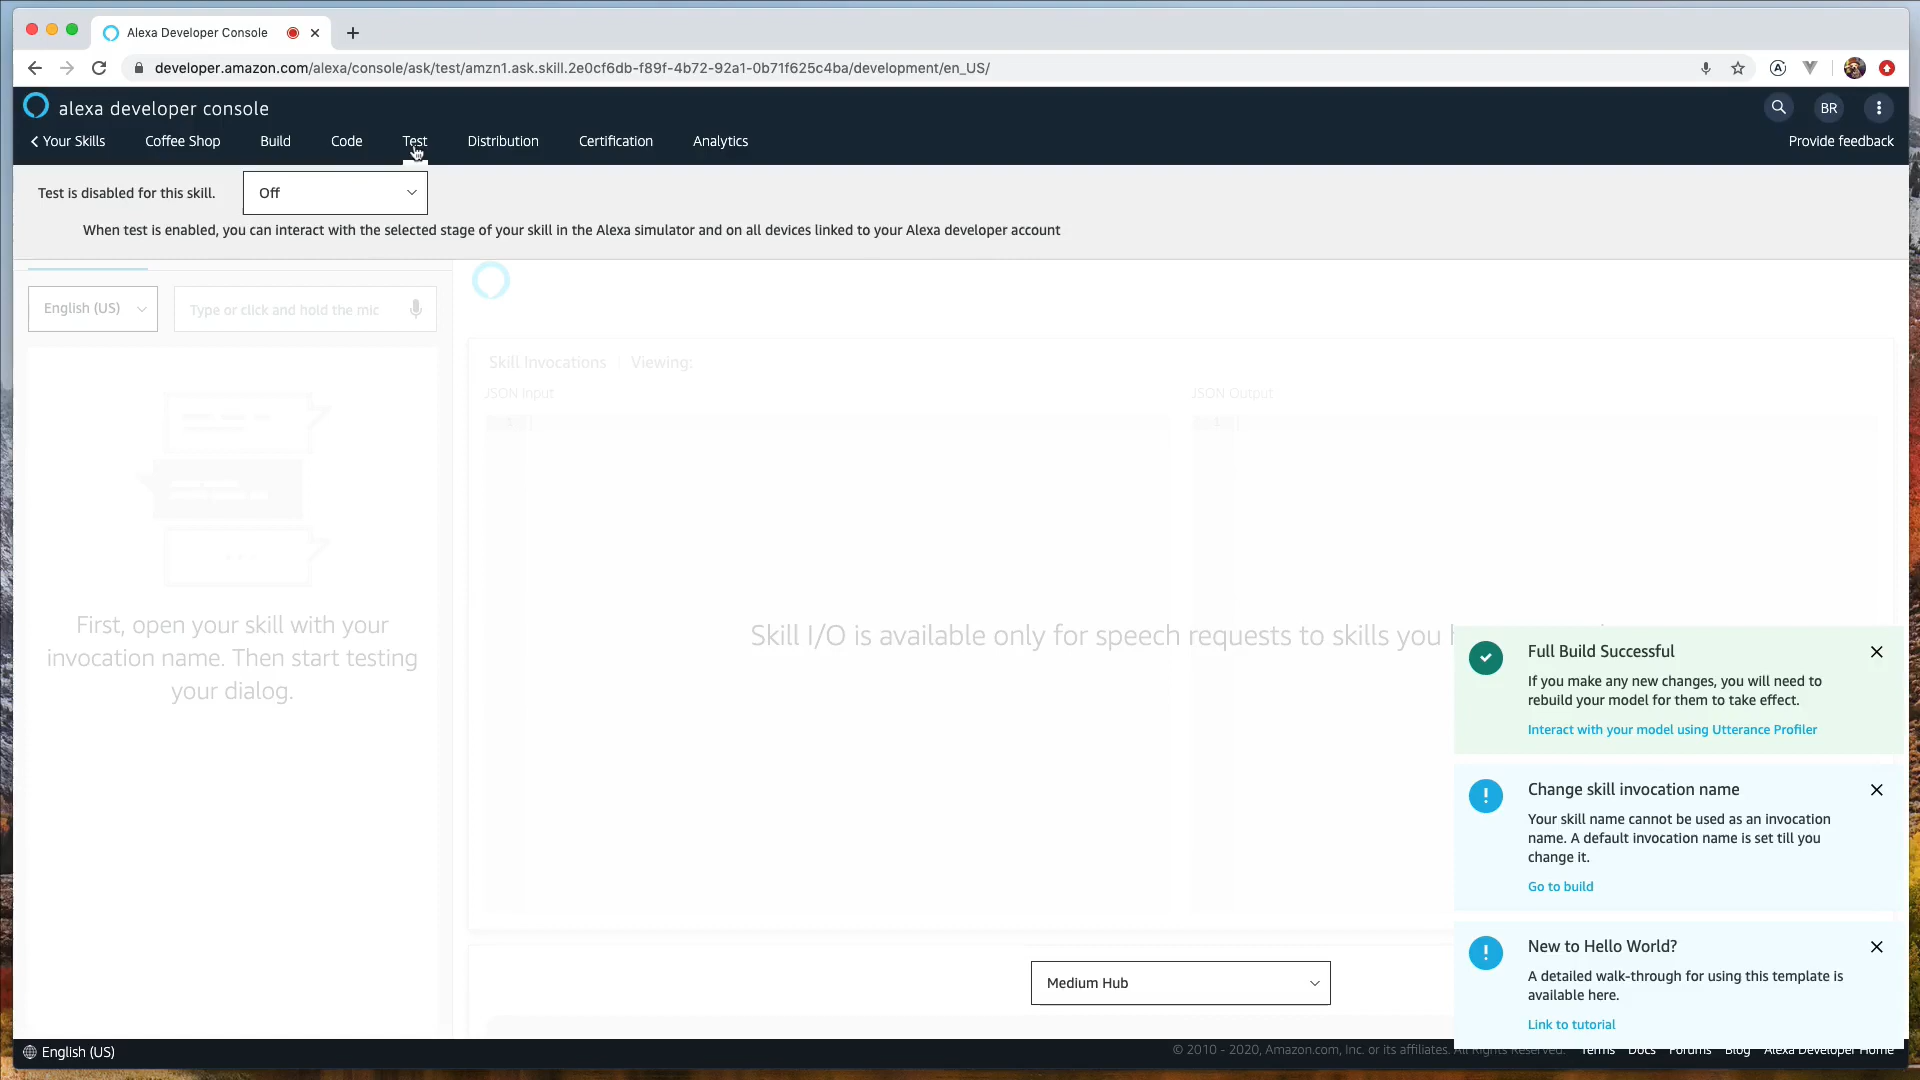 Alexa Developer Console
developer.amazon.com/alexa/console/ask/test/amzn1.ask.skill.2e0cf6db-f89f-4b72-92a1-0b71f625c4ba/development/en_US/
alexa developer console
BR
Your Skills Coffee Shop Build Code Test Distribution Certification Analytics Provide feedback
Test is disabled for this skill. Off
When test is enabled, you can interact with the selected stage of your skill in the Alexa simulator and on all devices linked to your Alexa developer account
English (US) Type or click and hold the mic
Skill Invocations | Viewing:
JSON Input JSON Output
1 1
First, open your skill with your
invocation name. Then start testing
your dialog.
Skill I/O is available only for speech requests to skills you
Full Build Successful
If you make any new changes, you will need to
rebuild your model for them to take effect.
Interact with your model using Utterance Profiler
Change skill invocation name
Your skill name cannot be used as an invocation
name. A default invocation name is set till you
change it.
Go to build
New to Hello World?
A detailed walk-through for using this template is
available here.
Link to tutorial
Medium Hub
English (US)
© 2010 - 2020, Amazon.com, Inc. or its affiliates. All Rights Reserved. Terms Docs Forums Blog Alexa Developer Home